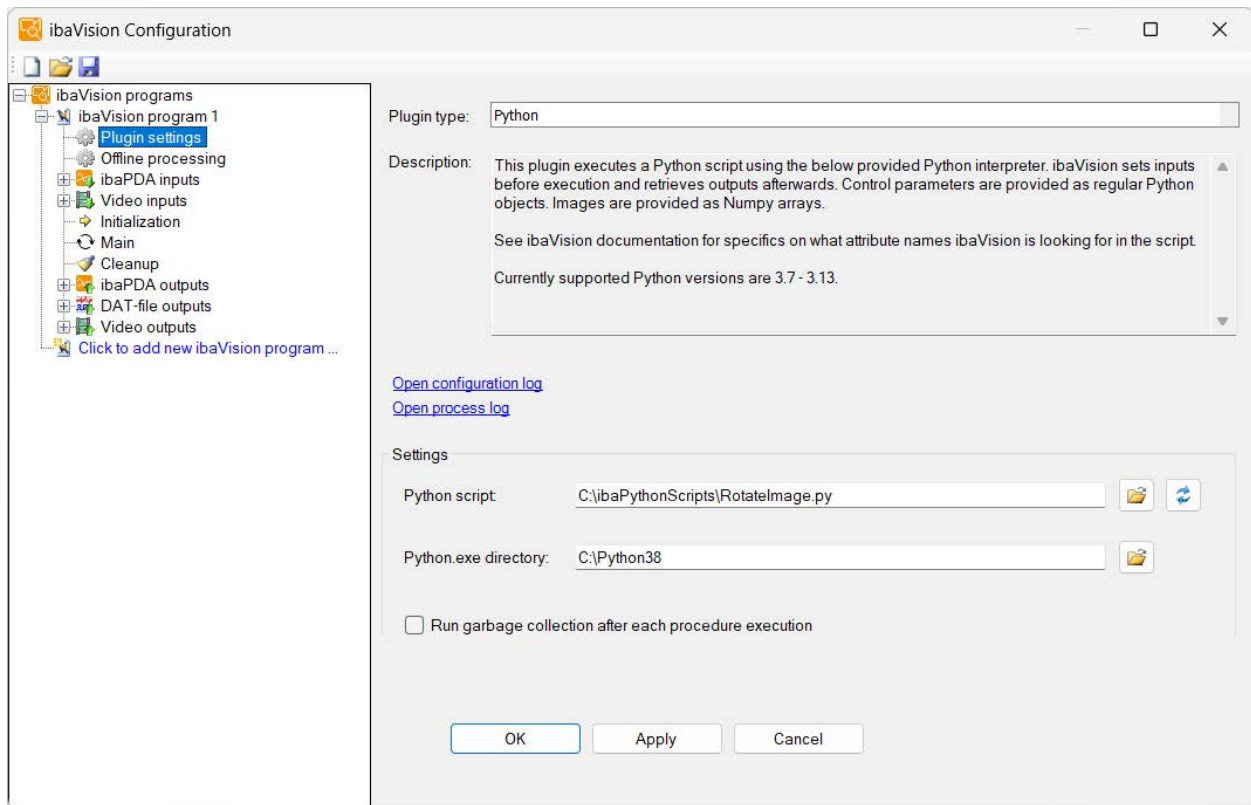 ibaVision Configuration
ibaVision programs
ibaVision program 1
Plugin settings
Offline processing
ibaPDA inputs
Video inputs
Initialization
Main
Cleanup
ibaPDA outputs
DAT-file outputs
Video outputs
Click to add new ibaVision program ...
Plugin type: Python
Description: This plugin executes a Python script using the below provided Python interpreter. ibaVision sets inputs
before execution and retrieves outputs afterwards. Control parameters are provided as regular Python
objects. Images are provided as Numpy arrays.
See ibaVision documentation for specifics on what attribute names ibaVision is looking for in the script.
Currently supported Python versions are 3.7 - 3.13.
Open configuration log
Open process log
Settings
Python script: C:\ibaPythonScripts\RotateImage.py
Python.exe directory: C:\Python38
Run garbage collection after each procedure execution
OK Apply Cancel